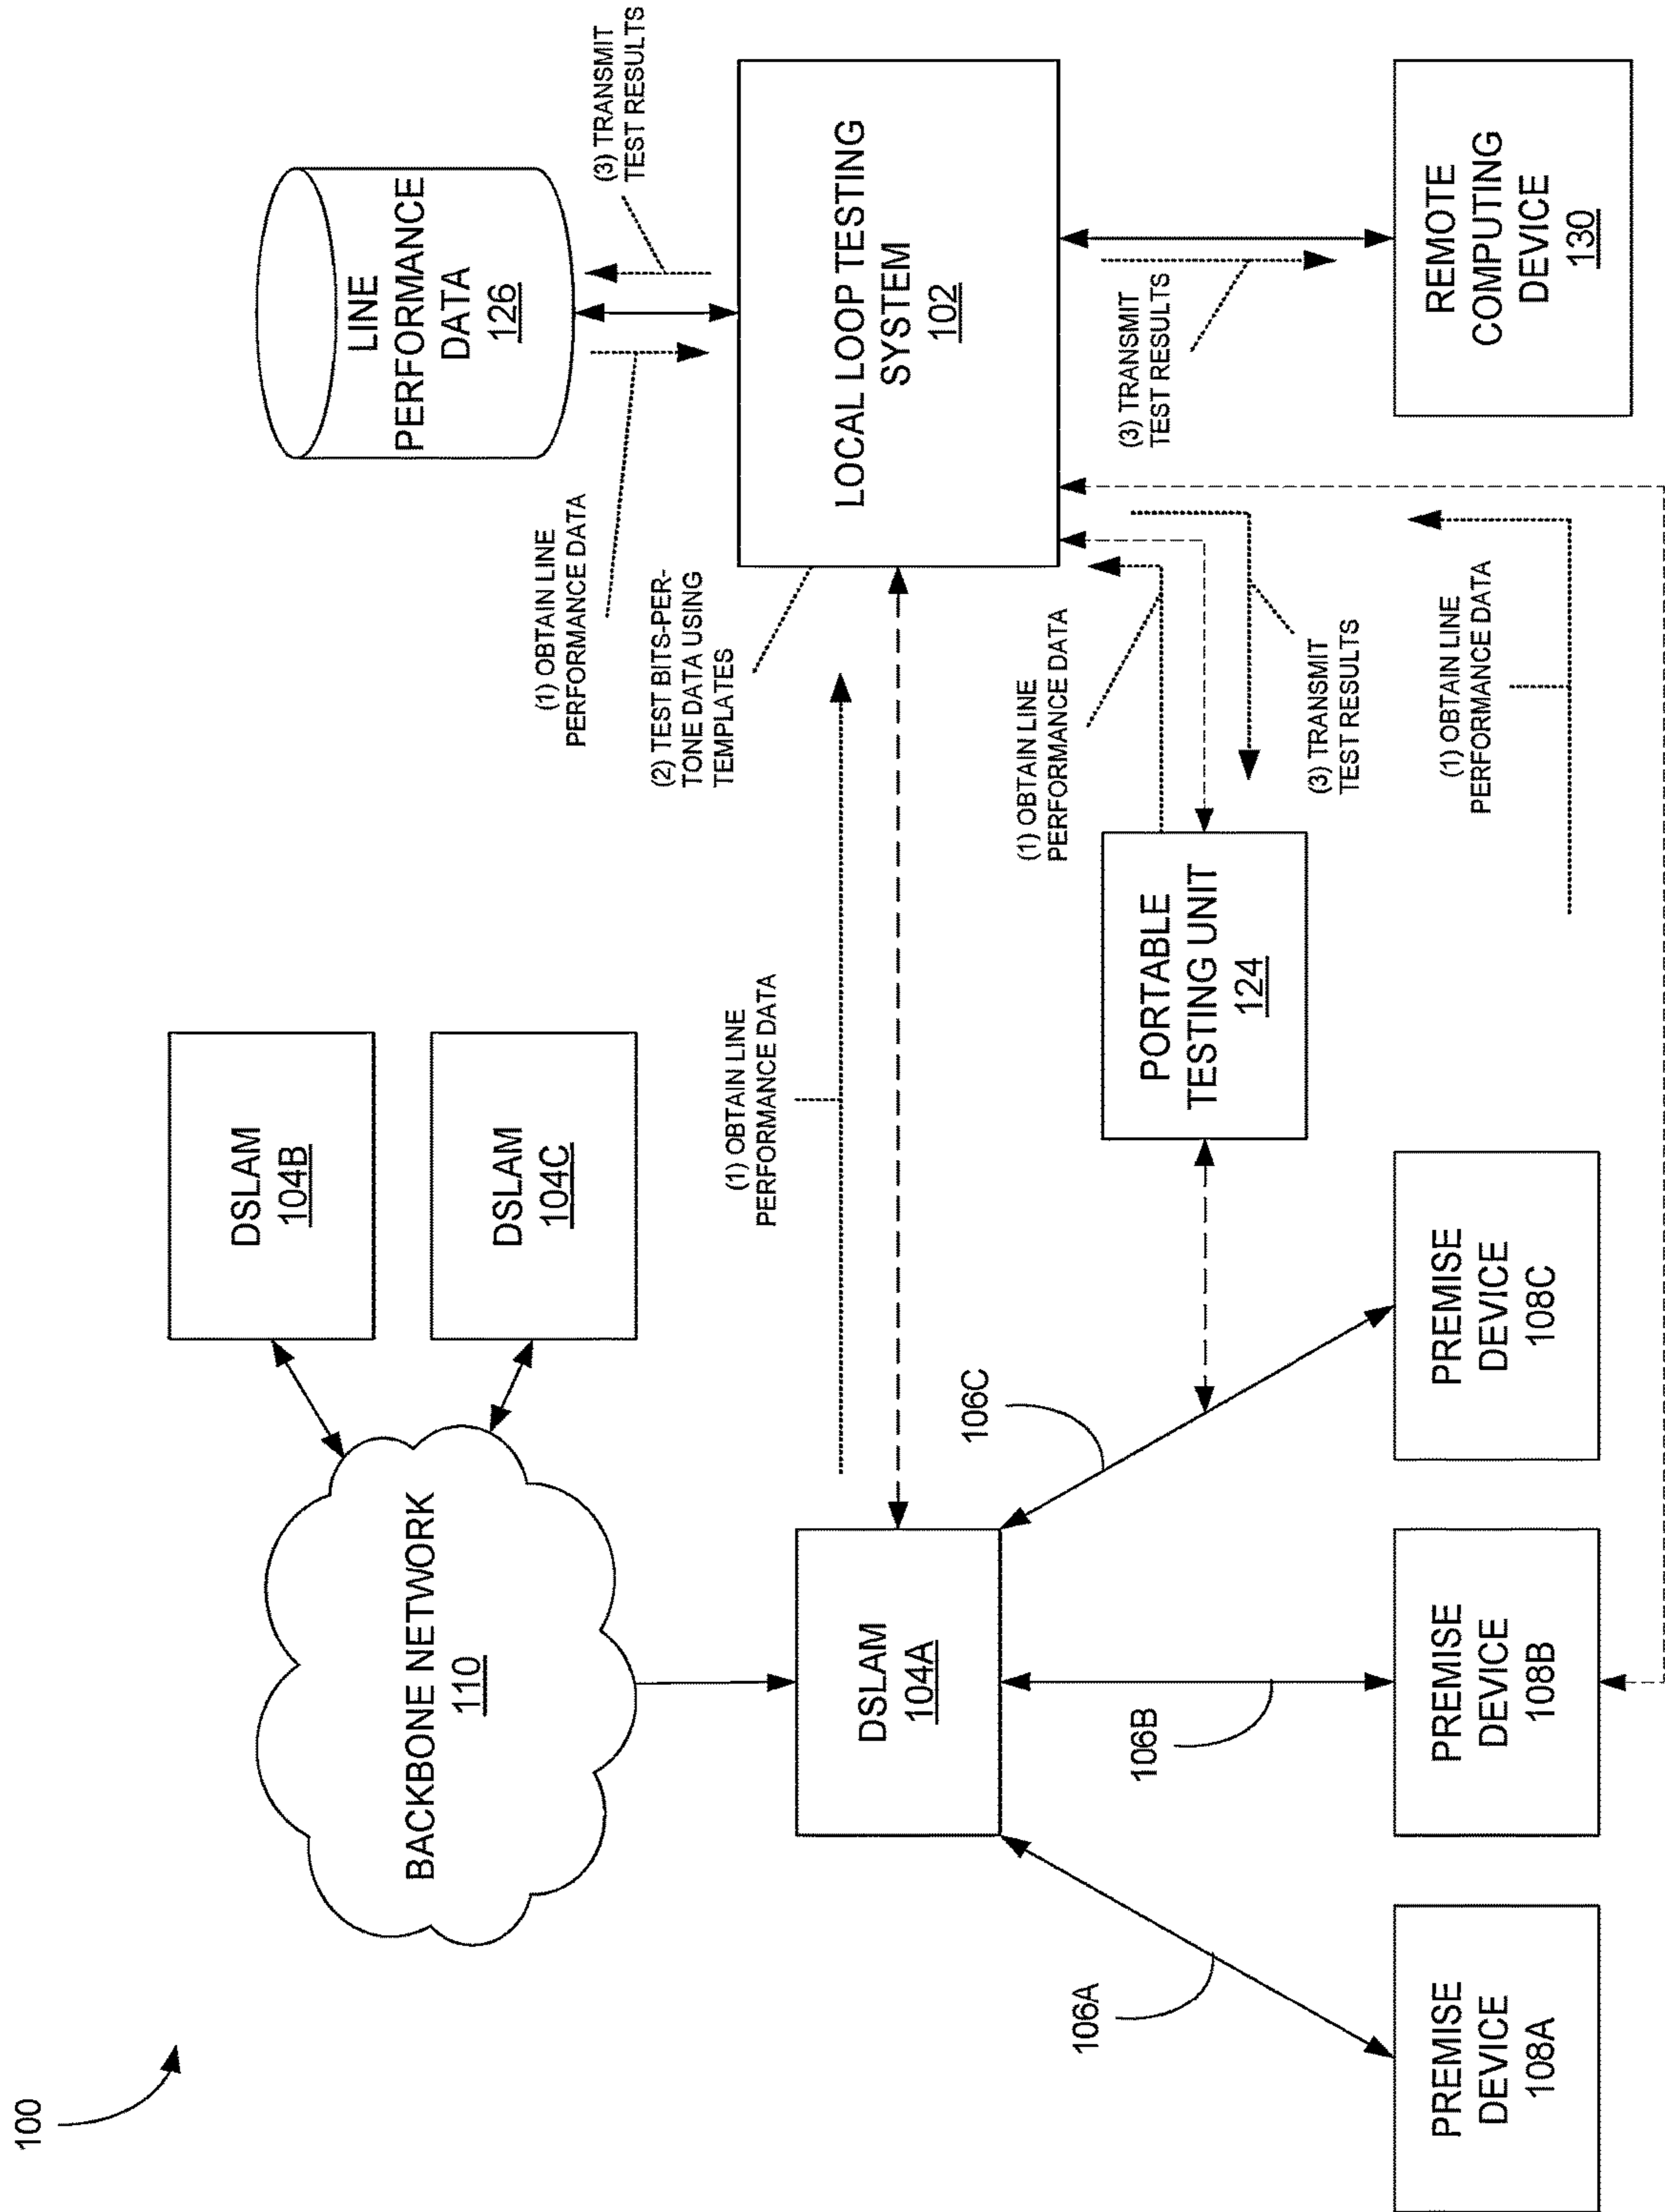 100
BACKBONE NETWORK
110
DSLAM
104B
DSLAM
104C
LINE
PERFORMANCE
DATA
126
(3) TRANSMIT
TEST RESULTS
(1) OBTAIN LINE
PERFORMANCE DATA
(2) TEST BITS-PER-
TONE DATA USING
TEMPLATES
LOCAL LOOP TESTING
SYSTEM
102
(1) OBTAIN LINE
PERFORMANCE DATA
DSLAM
104A
106A
106B
106C
PORTABLE
TESTING UNIT
124
(1) OBTAIN LINE
PERFORMANCE DATA
(3) TRANSMIT
TEST RESULTS
(3) TRANSMIT
TEST RESULTS
PREMISE
DEVICE
108A
PREMISE
DEVICE
108B
PREMISE
DEVICE
108C
(1) OBTAIN LINE
PERFORMANCE DATA
REMOTE
COMPUTING
DEVICE
130